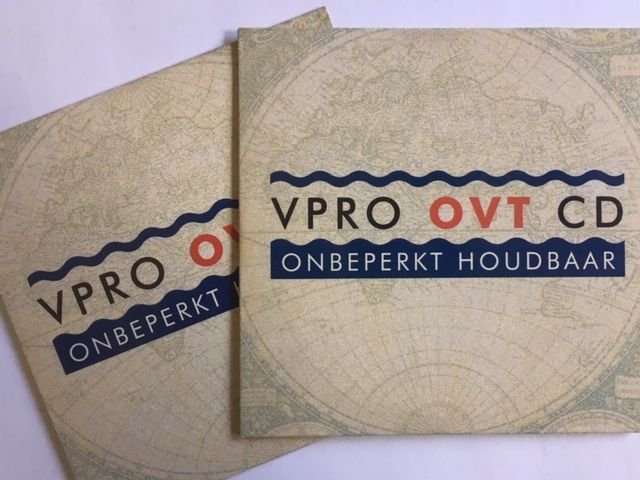 VPRO OVT CD
ONBEPERKT HOUDBAAR
VPRO OV
ONBEPERKT